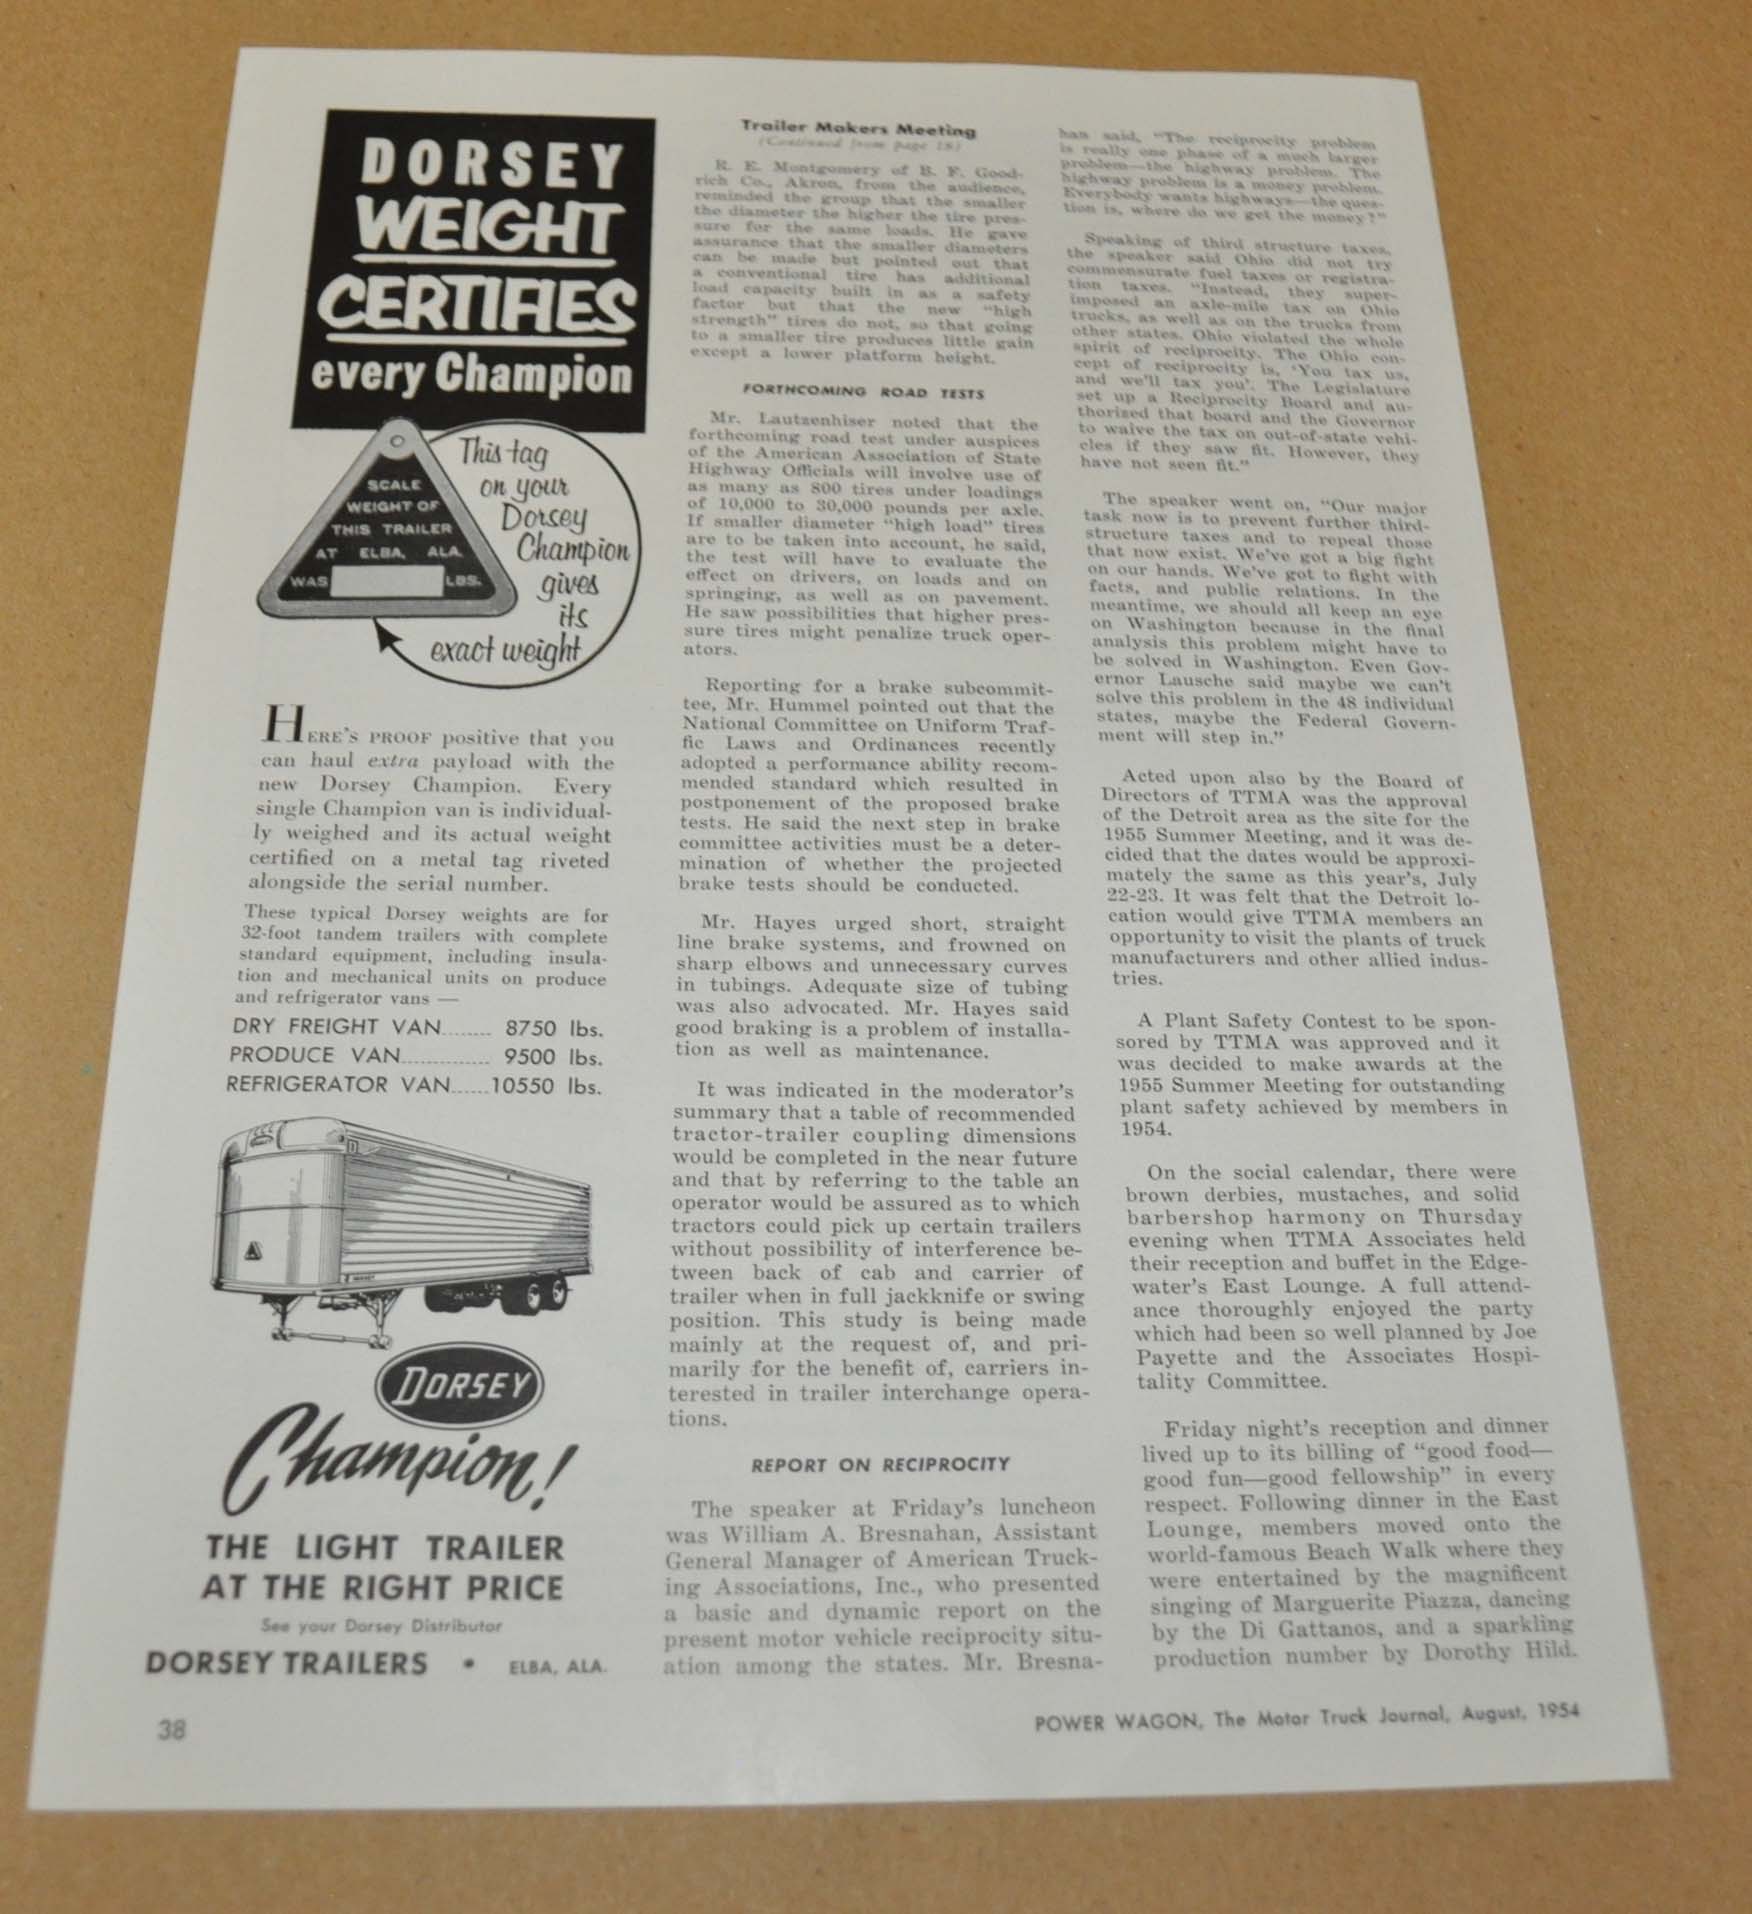 DORSEY
WEIGHT
CERTIFIES
every Champion
SCALE
WEIGHT OF
THIS TRAILER
AT ELBA, ALA.
WAS LBS.
This tag
on your
Dorsey
Champion
gives
its
exact weight
HERE'S PROOF positive that you
can haul extra payload with the
new Dorsey Champion. Every
single Champion van is individual-
ly weighed and its actual weight
certified on a metal tag riveted
alongside the serial number.
These typical Dorsey weights are for
32-foot tandem trailers with complete
standard equipment, including insula-
tion and mechanical units on produce
and refrigerator vans —
DRY FREIGHT VAN........ 8750 lbs.
PRODUCE VAN.............. 9500 lbs.
REFRIGERATOR VAN......10550 lbs.
DORSEY
Champion!
THE LIGHT TRAILER
AT THE RIGHT PRICE
See your Dorsey Distributor
DORSEY TRAILERS • ELBA, ALA.
38
Trailer Makers Meeting
(Continued from page 18)
R. E. Montgomery of B. F. Good-
rich Co., Akron, from the audience,
reminded the group that the smaller
the diameter the higher the tire pres-
sure for the same loads. He gave
assurance that the smaller diameters
can be made but pointed out that
a conventional tire has additional
load capacity built in as a safety
factor but that the new "high
strength" tires do not, so that going
to a smaller tire produces little gain
except a lower platform height.
FORTHCOMING ROAD TESTS
Mr. Lautzenhiser noted that the
forthcoming road test under auspices
of the American Association of State
Highway Officials will involve use of
as many as 800 tires under loadings
of 10,000 to 30,000 pounds per axle.
If smaller diameter "high load" tires
are to be taken into account, he said,
the test will have to evaluate the
effect on drivers, on loads and on
springing, as well as on pavement.
He saw possibilities that higher pres-
sure tires might penalize truck oper-
ators.
Reporting for a brake subcommit-
tee, Mr. Hummel pointed out that the
National Committee on Uniform Traf-
fic Laws and Ordinances recently
adopted a performance ability recom-
mended standard which resulted in
postponement of the proposed brake
tests. He said the next step in brake
committee activities must be a deter-
mination of whether the projected
brake tests should be conducted.
Mr. Hayes urged short, straight
line brake systems, and frowned on
sharp elbows and unnecessary curves
in tubings. Adequate size of tubing
was also advocated. Mr. Hayes said
good braking is a problem of installa-
tion as well as maintenance.
It was indicated in the moderator's
summary that a table of recommended
tractor-trailer coupling dimensions
would be completed in the near future
and that by referring to the table an
operator would be assured as to which
tractors could pick up certain trailers
without possibility of interference be-
tween back of cab and carrier of
trailer when in full jackknife or swing
position. This study is being made
mainly at the request of, and pri-
marily for the benefit of, carriers in-
terested in trailer interchange opera-
tions.
REPORT ON RECIPROCITY
The speaker at Friday's luncheon
was William A. Bresnahan, Assistant
General Manager of American Truck-
ing Associations, Inc., who presented
a basic and dynamic report on the
present motor vehicle reciprocity situ-
ation among the states. Mr. Bresna-
han said, "The reciprocity problem
is really one phase of a much larger
problem—the highway problem. The
highway problem is a money problem.
Everybody wants highways—the ques-
tion is, where do we get the money?"
Speaking of third structure taxes,
the speaker said Ohio did not try
commensurate fuel taxes or registra-
tion taxes. "Instead, they super-
imposed an axle-mile tax on Ohio
trucks, as well as on the trucks from
other states. Ohio violated the whole
spirit of reciprocity. The Ohio con-
cept of reciprocity is, 'You tax us,
and we'll tax you'. The Legislature
set up a Reciprocity Board and au-
thorized that board and the Governor
to waive the tax on out-of-state vehi-
cles if they saw fit. However, they
have not seen fit."
The speaker went on, "Our major
task now is to prevent further third-
structure taxes and to repeal those
that now exist. We've got a big fight
on our hands. We've got to fight with
facts, and public relations. In the
meantime, we should all keep an eye
on Washington because in the final
analysis this problem might have to
be solved in Washington. Even Gov-
ernor Lausche said maybe we can't
solve this problem in the 48 individual
states, maybe the Federal Govern-
ment will step in."
Acted upon also by the Board of
Directors of TTMA was the approval
of the Detroit area as the site for the
1955 Summer Meeting, and it was de-
cided that the dates would be approxi-
mately the same as this year's, July
22-23. It was felt that the Detroit lo-
cation would give TTMA members an
opportunity to visit the plants of truck
manufacturers and other allied indus-
tries.
A Plant Safety Contest to be spon-
sored by TTMA was approved and it
was decided to make awards at the
1955 Summer Meeting for outstanding
plant safety achieved by members in
1954.
On the social calendar, there were
brown derbies, mustaches, and solid
barbershop harmony on Thursday
evening when TTMA Associates held
their reception and buffet in the Edge-
water's East Lounge. A full attend-
ance thoroughly enjoyed the party
which had been so well planned by Joe
Payette and the Associates Hospi-
tality Committee.
Friday night's reception and dinner
lived up to its billing of "good food—
good fun—good fellowship" in every
respect. Following dinner in the East
Lounge, members moved onto the
world-famous Beach Walk where they
were entertained by the magnificent
singing of Marguerite Piazza, dancing
by the Di Gattanos, and a sparkling
production number by Dorothy Hild.
POWER WAGON, The Motor Truck Journal, August, 1954